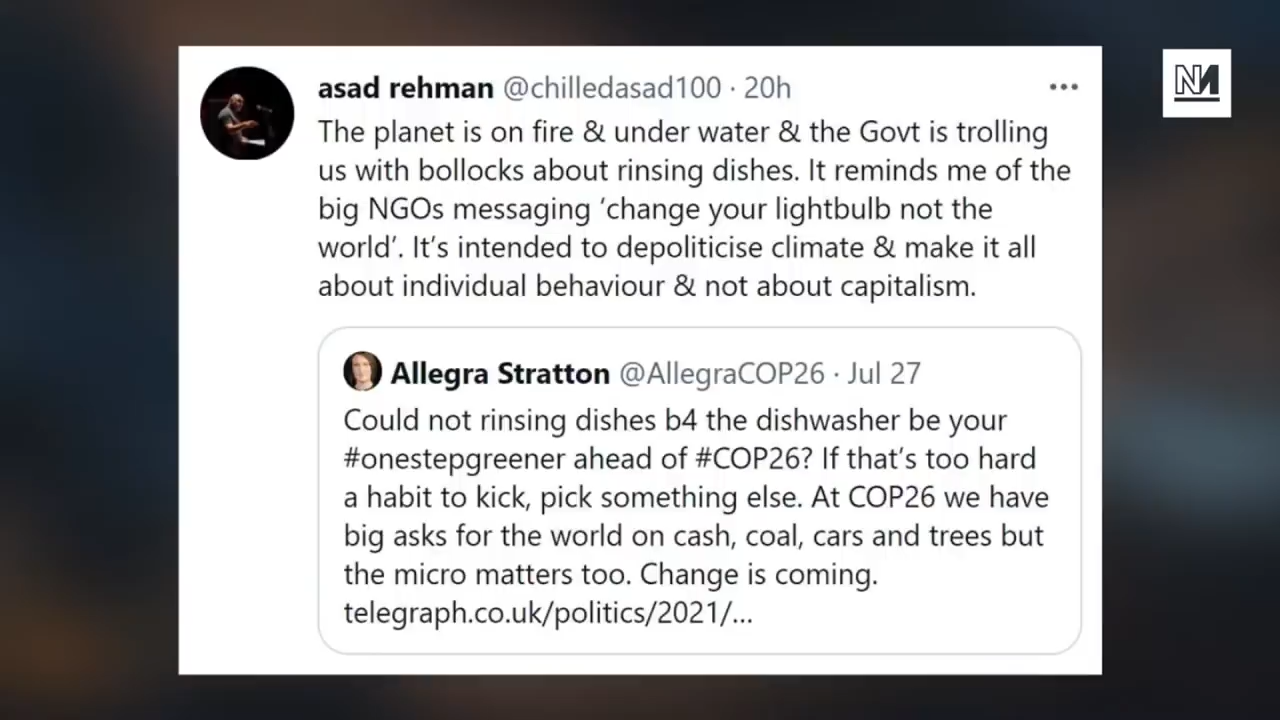 asad rehman @chilledasad100 · 20h
The planet is on fire & under water & the Govt is trolling
us with bollocks about rinsing dishes. It reminds me of the
big NGOs messaging ‘change your lightbulb not the
world’. It’s intended to depoliticise climate & make it all
about individual behaviour & not about capitalism.
Allegra Stratton @AllegraCOP26 · Jul 27
Could not rinsing dishes b4 the dishwasher be your
#onestepgreener ahead of #COP26? If that’s too hard
a habit to kick, pick something else. At COP26 we have
big asks for the world on cash, coal, cars and trees but
the micro matters too. Change is coming.
telegraph.co.uk/politics/2021/...
NM